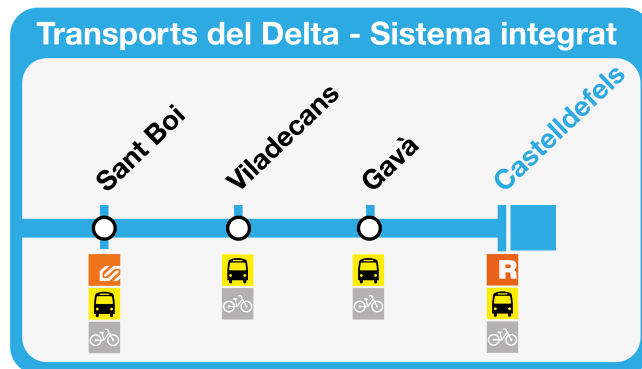 Transports del Delta - Sistema integrat
Sant Boi
Viladecans
Gavà
Castelldefels
R